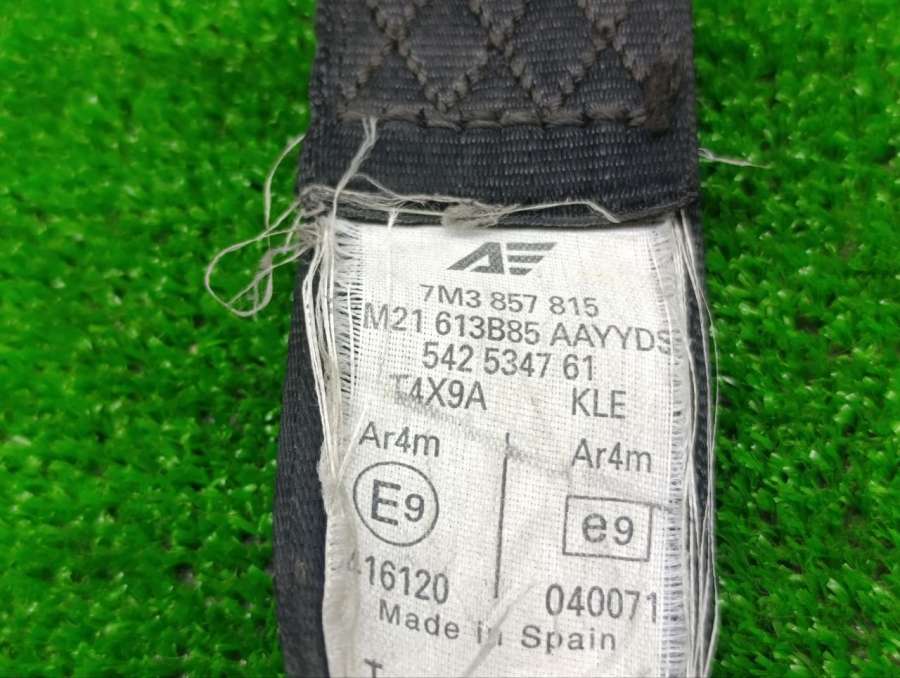 AE
7M3 857 815
M21 613B85 AAYYDS
542 5347 61
T4X9A KLE
Ar4m Ar4m
E9 e9
16120 040071
Made in Spain
T